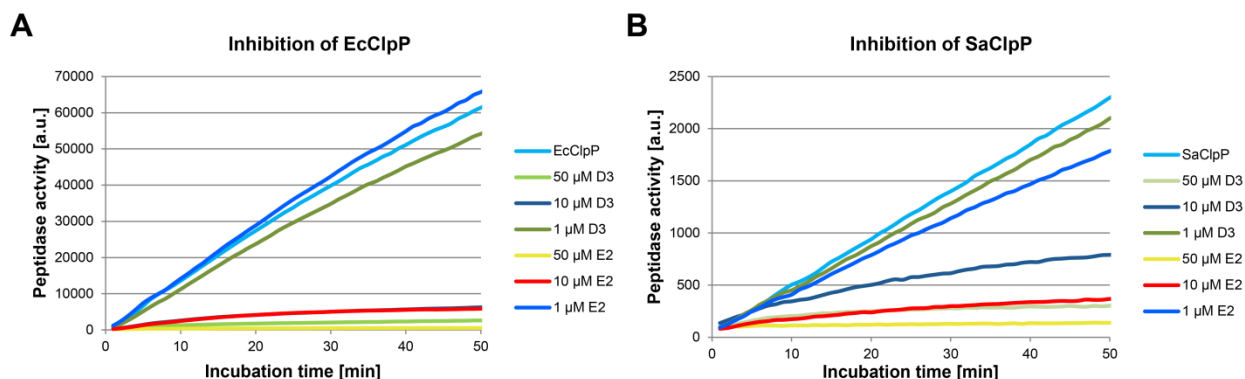 A
Inhibition of EcClpP
Peptidase activity [a.u.]
70000
60000
50000
40000
30000
20000
10000
0
0
10
20
30
40
50
Incubation time [min]
EcClpP
50 µM D3
10 µM D3
1 µM D3
50 µM E2
10 µM E2
1 µM E2
B
Inhibition of SaClpP
Peptidase activity [a.u.]
2500
2000
1500
1000
500
0
0
10
20
30
40
50
Incubation time [min]
SaClpP
50 µM D3
10 µM D3
1 µM D3
50 µM E2
10 µM E2
1 µM E2